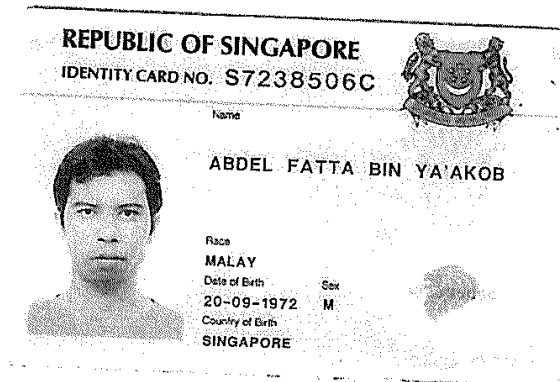 REPUBLIC OF SINGAPORE
IDENTITY CARD NO. S7238506C
Name
ABDEL FATTA BIN YA'AKOB
Race
MALAY
Date of Birth Sex
20-09-1972 M
Country of Birth
SINGAPORE